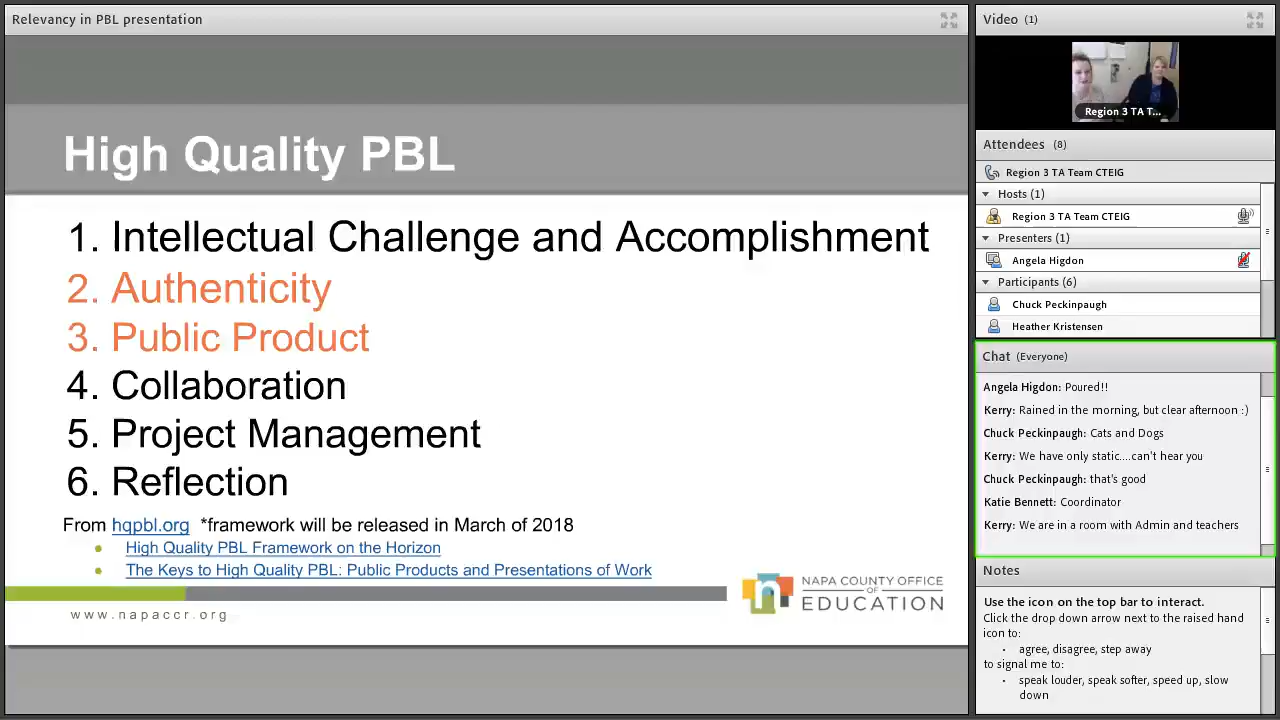 Relevancy in PBL presentation
High Quality PBL
1. Intellectual Challenge and Accomplishment
2. Authenticity
3. Public Product
4. Collaboration
5. Project Management
6. Reflection
From hqpbl.org *framework will be released in March of 2018
• High Quality PBL Framework on the Horizon
• The Keys to High Quality PBL: Public Products and Presentations of Work
www.napaccr.org
n
NAPA COUNTY OFFICE
OF
EDUCATION
Video (1)
Region 3 TA T...
Attendees (8)
Region 3 TA Team CTEIG
Hosts (1)
Region 3 TA Team CTEIG
Presenters (1)
Angela Higdon
Participants (6)
Chuck Peckinpaugh
Heather Kristensen
Chat (Everyone)
Angela Higdon: Poured!!
Kerry: Rained in the morning, but clear afternoon :)
Chuck Peckinpaugh: Cats and Dogs
Kerry: We have only static....can't hear you
Chuck Peckinpaugh: that's good
Katie Bennett: Coordinator
Kerry: We are in a room with Admin and teachers
Notes
Use the icon on the top bar to interact.
Click the drop down arrow next to the raised hand
icon to:
• agree, disagree, step away
to signal me to:
• speak louder, speak softer, speed up, slow
down